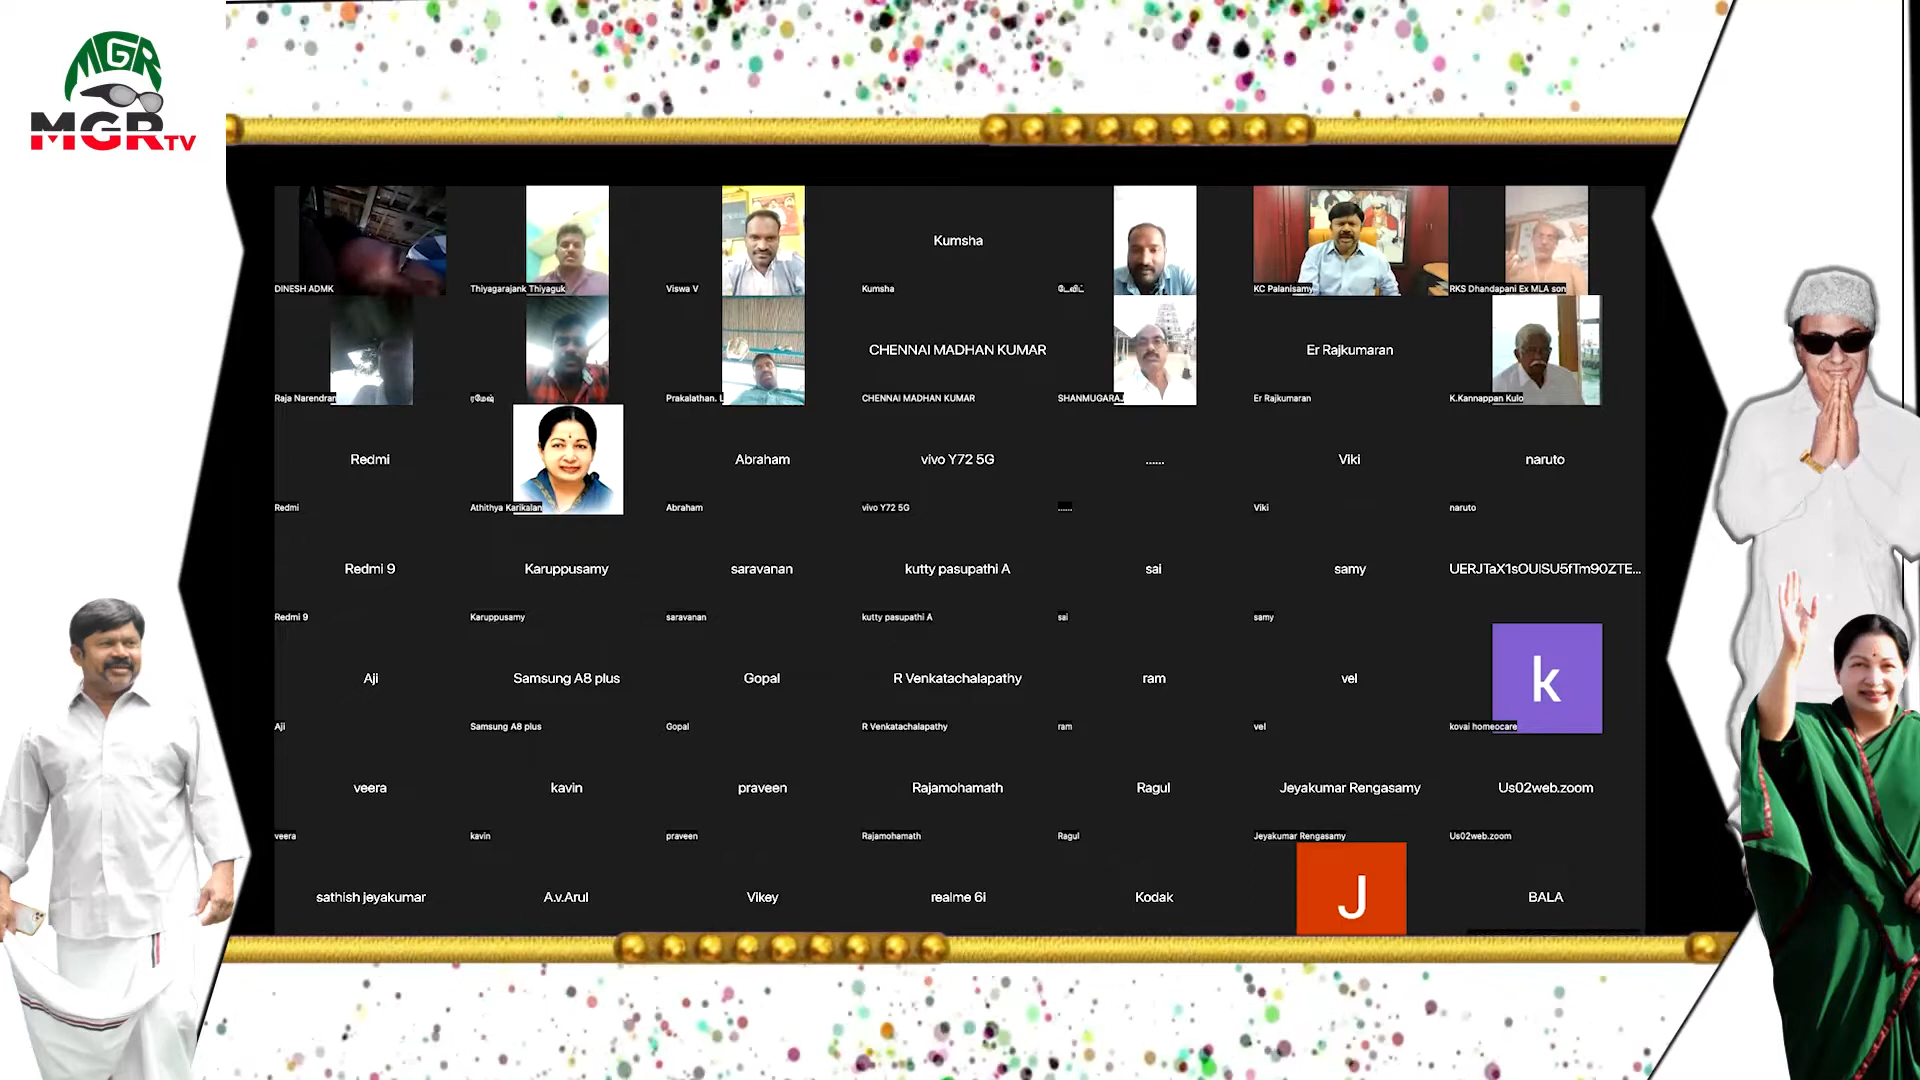 MGR
MGR TV
Kumsha
DINESH ADMK
Thiyagarajank Thiyaguk
Viswa V
Kumsha
டேவிட்
KC Palanisamy
RKS Dhandapani Ex MLA son
CHENNAI MADHAN KUMAR
Er Rajkumaran
Raja Narendran
ரமேஷ்
Prakalathan. L
CHENNAI MADHAN KUMAR
SHANMUGARAJ
Er Rajkumaran
K.Kannappan Kulo
Redmi
Abraham
vivo Y72 5G
......
Viki
naruto
Redmi
Athithya Karikalan
Abraham
vivo Y72 5G
......
Viki
naruto
Redmi 9
Karuppusamy
saravanan
kutty pasupathi A
sai
samy
UERJTaX1sOUlSU5fTm90ZTE...
Redmi 9
Karuppusamy
saravanan
kutty pasupathi A
sai
samy
Aji
Samsung A8 plus
Gopal
R Venkatachalapathy
ram
vel
k
Aji
Samsung A8 plus
Gopal
R Venkatachalapathy
ram
vel
kovai homeocare
veera
kavin
praveen
Rajamohamath
Ragul
Jeyakumar Rengasamy
Us02web.zoom
veera
kavin
praveen
Rajamohamath
Ragul
Jeyakumar Rengasamy
Us02web.zoom
sathish jeyakumar
A.v.Arul
Vikey
realme 6i
Kodak
J
BALA